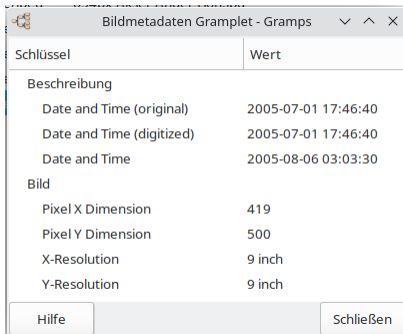 Bildmetadaten Gramplet - Gramps
Schlüssel Wert
Beschreibung
Date and Time (original) 2005-07-01 17:46:40
Date and Time (digitized) 2005-07-01 17:46:40
Date and Time 2005-08-06 03:03:30
Bild
Pixel X Dimension 419
Pixel Y Dimension 500
X-Resolution 9 inch
Y-Resolution 9 inch
Hilfe Schließen